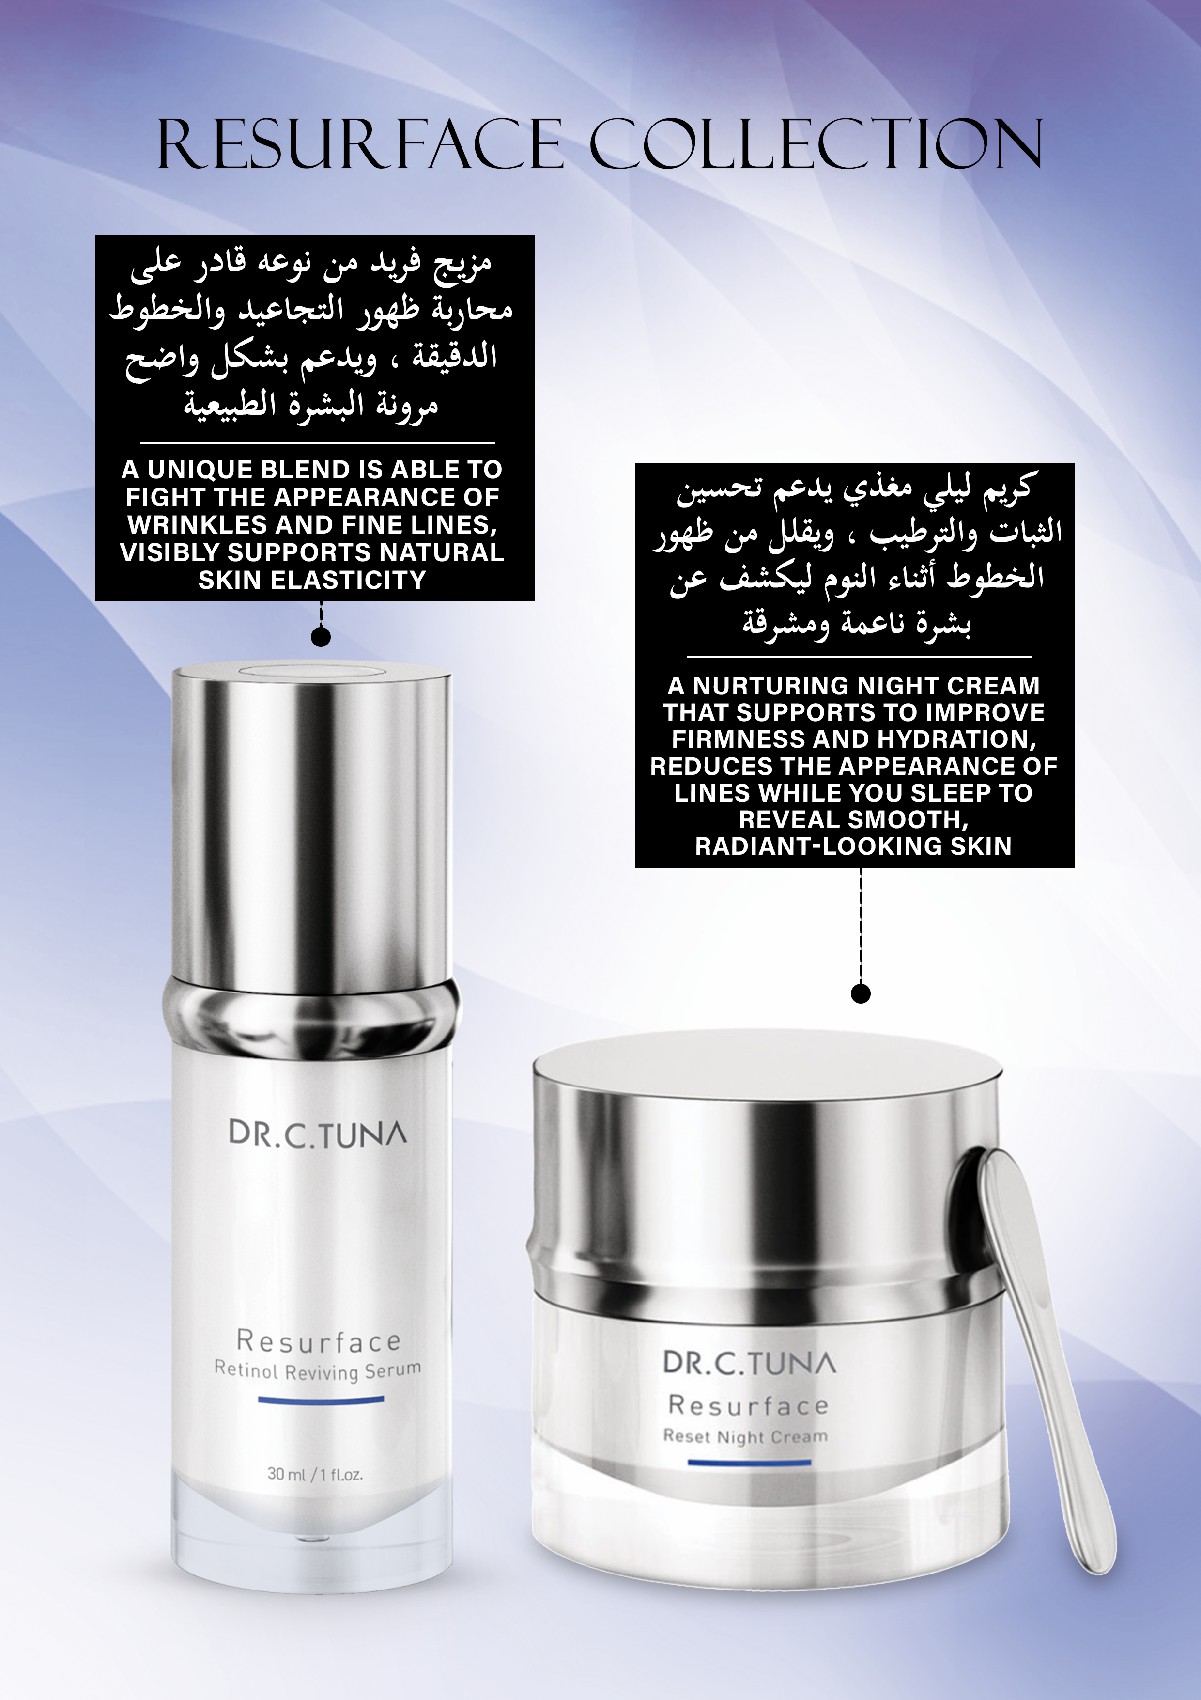 RESURFACE COLLECTION
مزيج فريد من نوعه قادر على
محاربة ظهور التجاعيد والخطوط
الدقيقة ، ويدعم بشكل واضح
مرونة البشرة الطبيعية
A UNIQUE BLEND IS ABLE TO
FIGHT THE APPEARANCE OF
WRINKLES AND FINE LINES,
VISIBLY SUPPORTS NATURAL
SKIN ELASTICITY
كريم ليلي مغذي يدعم تحسين
الثبات والترطيب ، ويقلل من ظهور
الخطوط أثناء النوم ليكشف عن
بشرة ناعمة ومشرقة
A NURTURING NIGHT CREAM
THAT SUPPORTS TO IMPROVE
FIRMNESS AND HYDRATION,
REDUCES THE APPEARANCE OF
LINES WHILE YOU SLEEP TO
REVEAL SMOOTH,
RADIANT-LOOKING SKIN
DR.C.TUNA
Resurface
Retinol Reviving Serum
30 ml / 1 fl.oz.
DR.C.TUNA
Resurface
Reset Night Cream